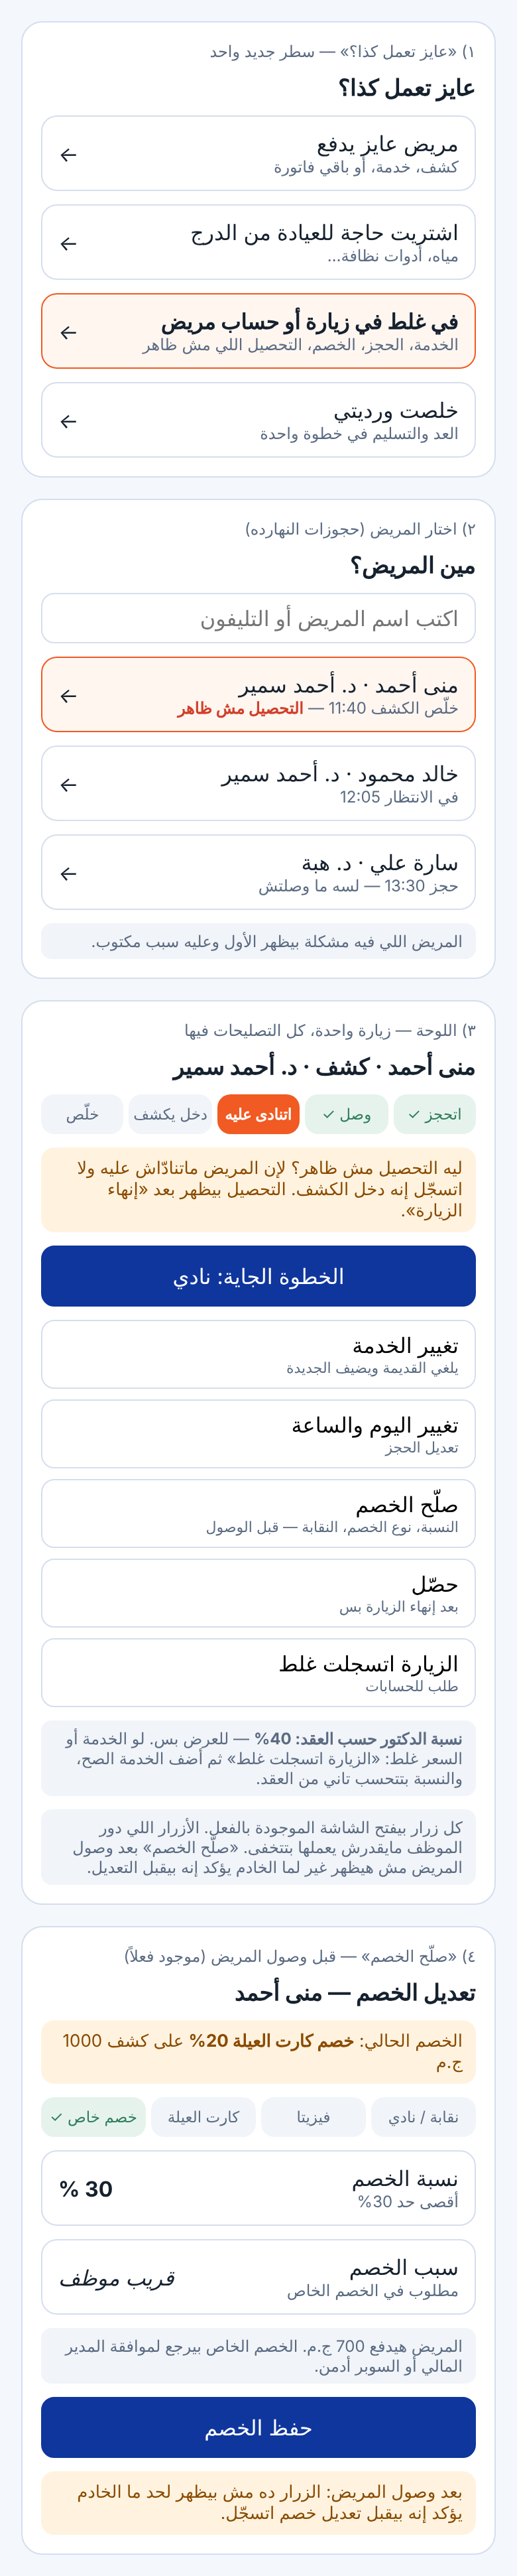 ١) «عايز تعمل كذا؟» — سطر جديد واحد
عايز تعمل كذا؟
مريض عايز يدفع
كشف، خدمة، أو باقي فاتورة
←
اشتريت حاجة للعيادة من الدرج
مياه، أدوات نظافة...
←
في غلط في زيارة أو حساب مريض
الخدمة، الحجز، الخصم، التحصيل اللي مش ظاهر
←
خلصت ورديتي
العد والتسليم في خطوة واحدة
←
٢) اختار المريض (حجوزات النهارده)
مين المريض؟
اكتب اسم المريض أو التليفون
منى أحمد · د. أحمد سمير
خلّص الكشف 11:40 — التحصيل مش ظاهر
←
خالد محمود · د. أحمد سمير
في الانتظار 12:05
←
سارة علي · د. هبة
حجز 13:30 — لسه ما وصلتش
←
المريض اللي فيه مشكلة بيظهر الأول وعليه سبب مكتوب.
٣) اللوحة — زيارة واحدة، كل التصليحات فيها
منى أحمد · كشف · د. أحمد سمير
اتحجز ✓ وصل ✓ اتنادى عليه دخل يكشف خلّص
ليه التحصيل مش ظاهر؟ لإن المريض ماتنادّاش عليه ولا
اتسجّل إنه دخل الكشف. التحصيل بيظهر بعد «إنهاء
الزيارة».
الخطوة الجاية: نادي
تغيير الخدمة
يلغي القديمة ويضيف الجديدة
تغيير اليوم والساعة
تعديل الحجز
صلّح الخصم
النسبة، نوع الخصم، النقابة — قبل الوصول
حصّل
بعد إنهاء الزيارة بس
الزيارة اتسجلت غلط
طلب للحسابات
نسبة الدكتور حسب العقد: 40% — للعرض بس. لو الخدمة أو
السعر غلط: «الزيارة اتسجلت غلط» ثم أضف الخدمة الصح،
والنسبة بتتحسب تاني من العقد.
كل زرار بيفتح الشاشة الموجودة بالفعل. الأزرار اللي دور
الموظف مايقدرش يعملها بتتخفى. «صلّح الخصم» بعد وصول
المريض مش هيظهر غير لما الخادم يؤكد إنه بيقبل التعديل.
٤) «صلّح الخصم» — قبل وصول المريض (موجود فعلاً)
تعديل الخصم — منى أحمد
الخصم الحالي: خصم كارت العيلة 20% على كشف 1000
ج.م
نقابة / نادي فيزيتا كارت العيلة خصم خاص ✓
نسبة الخصم
أقصى حد 30%
30 %
سبب الخصم
مطلوب في الخصم الخاص
قريب موظف
المريض هيدفع 700 ج.م. الخصم الخاص بيرجع لموافقة المدير
المالي أو السوبر أدمن.
حفظ الخصم
بعد وصول المريض: الزرار ده مش بيظهر لحد ما الخادم
يؤكد إنه بيقبل تعديل خصم اتسجّل.